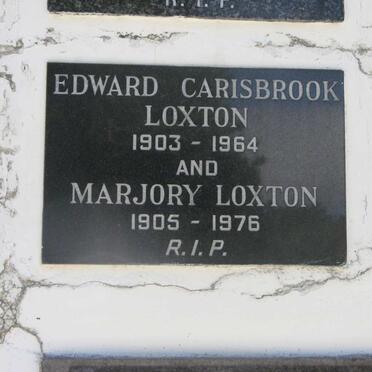 R.I.P.
EDWARD CARISBROOK
LOXTON
1903 - 1964
AND
MARJORY LOXTON
1905 - 1976
R.I.P.